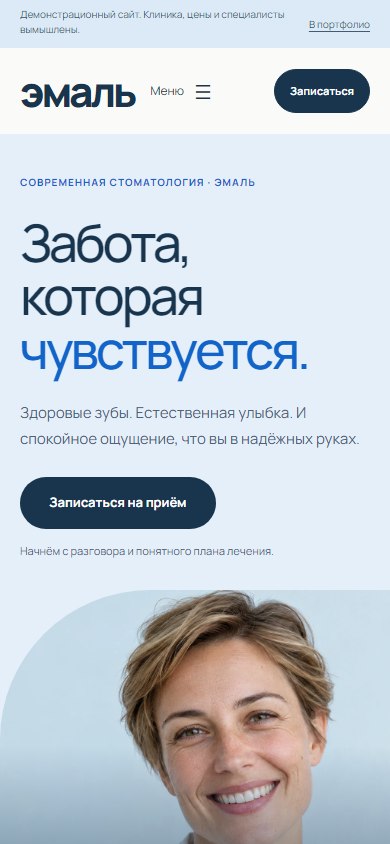 Демонстрационный сайт. Клиника, цены и специалисты
вымышлены.
В портфолио
эмаль
Меню
Записаться
СОВРЕМЕННАЯ СТОМАТОЛОГИЯ · ЭМАЛЬ
Забота,
которая
чувствуется.
Здоровые зубы. Естественная улыбка. И
спокойное ощущение, что вы в надёжных руках.
Записаться на приём
Начнём с разговора и понятного плана лечения.